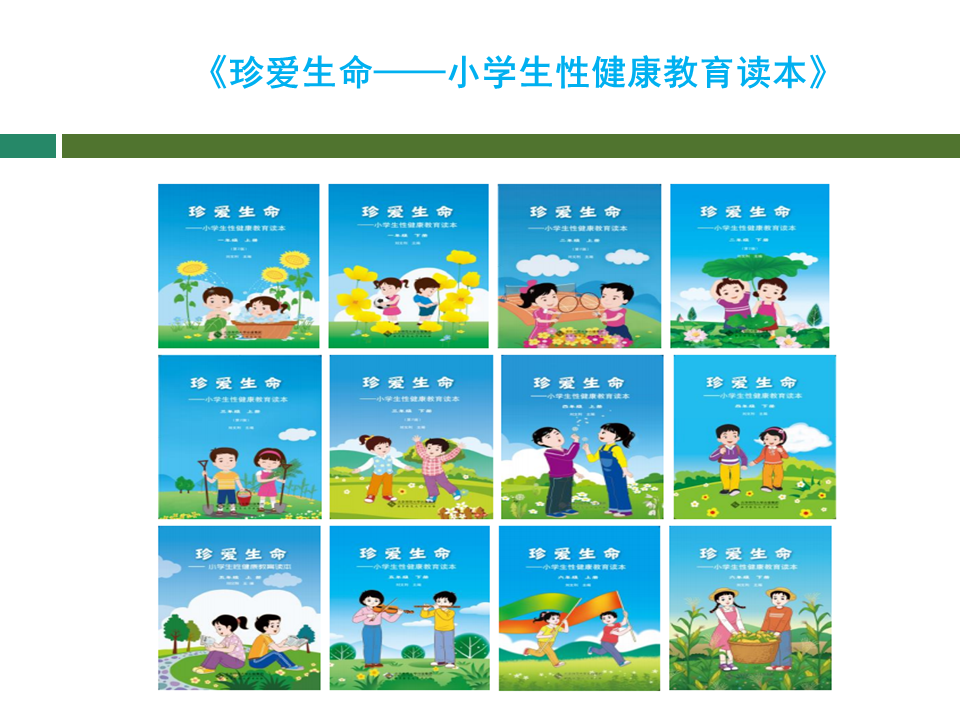 《珍爱生命——小学生性健康教育读本》
珍爱生命
——小学生性健康教育读本
一年级 上册
珍爱生命
——小学生性健康教育读本
一年级 下册
珍爱生命
——小学生性健康教育读本
二年级 上册
珍爱生命
——小学生性健康教育读本
二年级 下册
珍爱生命
——小学生性健康教育读本
三年级 上册
珍爱生命
——小学生性健康教育读本
三年级 下册
珍爱生命
——小学生性健康教育读本
四年级 上册
珍爱生命
——小学生性健康教育读本
四年级 下册
珍爱生命
——小学生性健康教育读本
五年级 上册
珍爱生命
——小学生性健康教育读本
五年级 下册
珍爱生命
——小学生性健康教育读本
六年级 上册
珍爱生命
——小学生性健康教育读本
六年级 下册